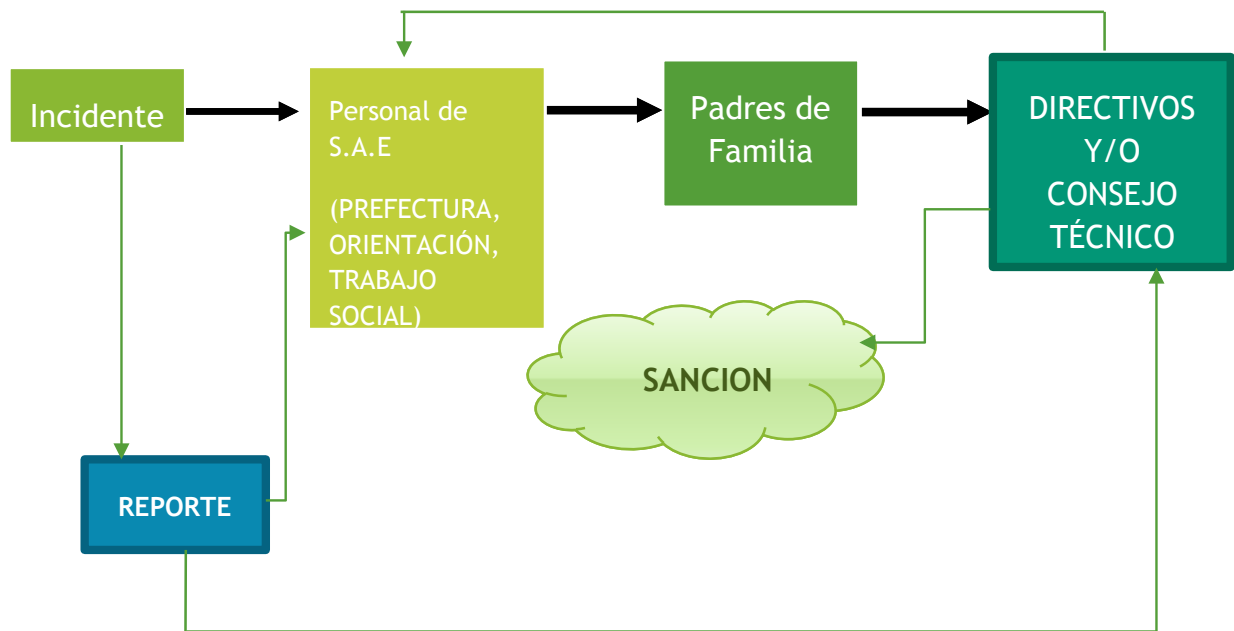 Incidente
Personal de
S.A.E
(PREFECTURA,
ORIENTACIÓN,
TRABAJO
SOCIAL)
Padres de
Familia
DIRECTIVOS
Y/O
CONSEJO
TÉCNICO
SANCION
REPORTE